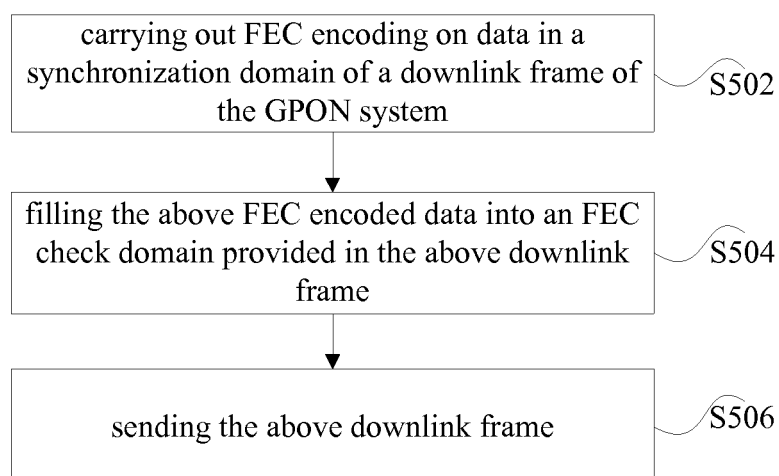 carrying out FEC encoding on data in a
synchronization domain of a downlink frame of
the GPON system
S502
filling the above FEC encoded data into an FEC
check domain provided in the above downlink
frame
S504
sending the above downlink frame
S506